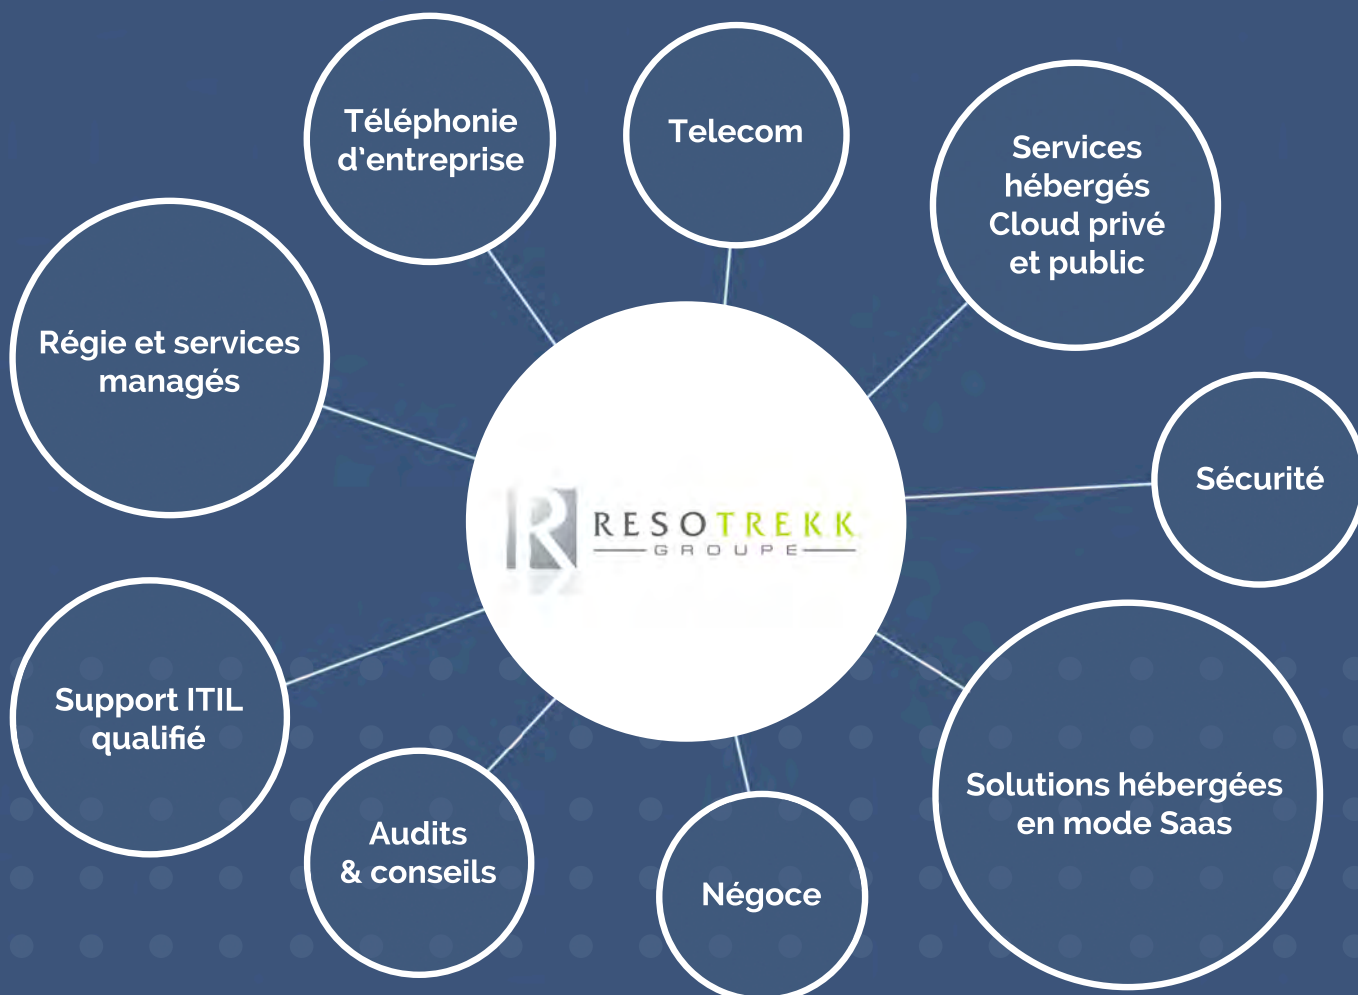 Téléphonie
d'entreprise
Telecom
Services
hébergés
Cloud privé
et public
Régie et services
managés
Sécurité
R RESOTREKK
GROUPE
Support ITIL
qualifié
Solutions hébergées
en mode Saas
Audits
& conseils
Négoce